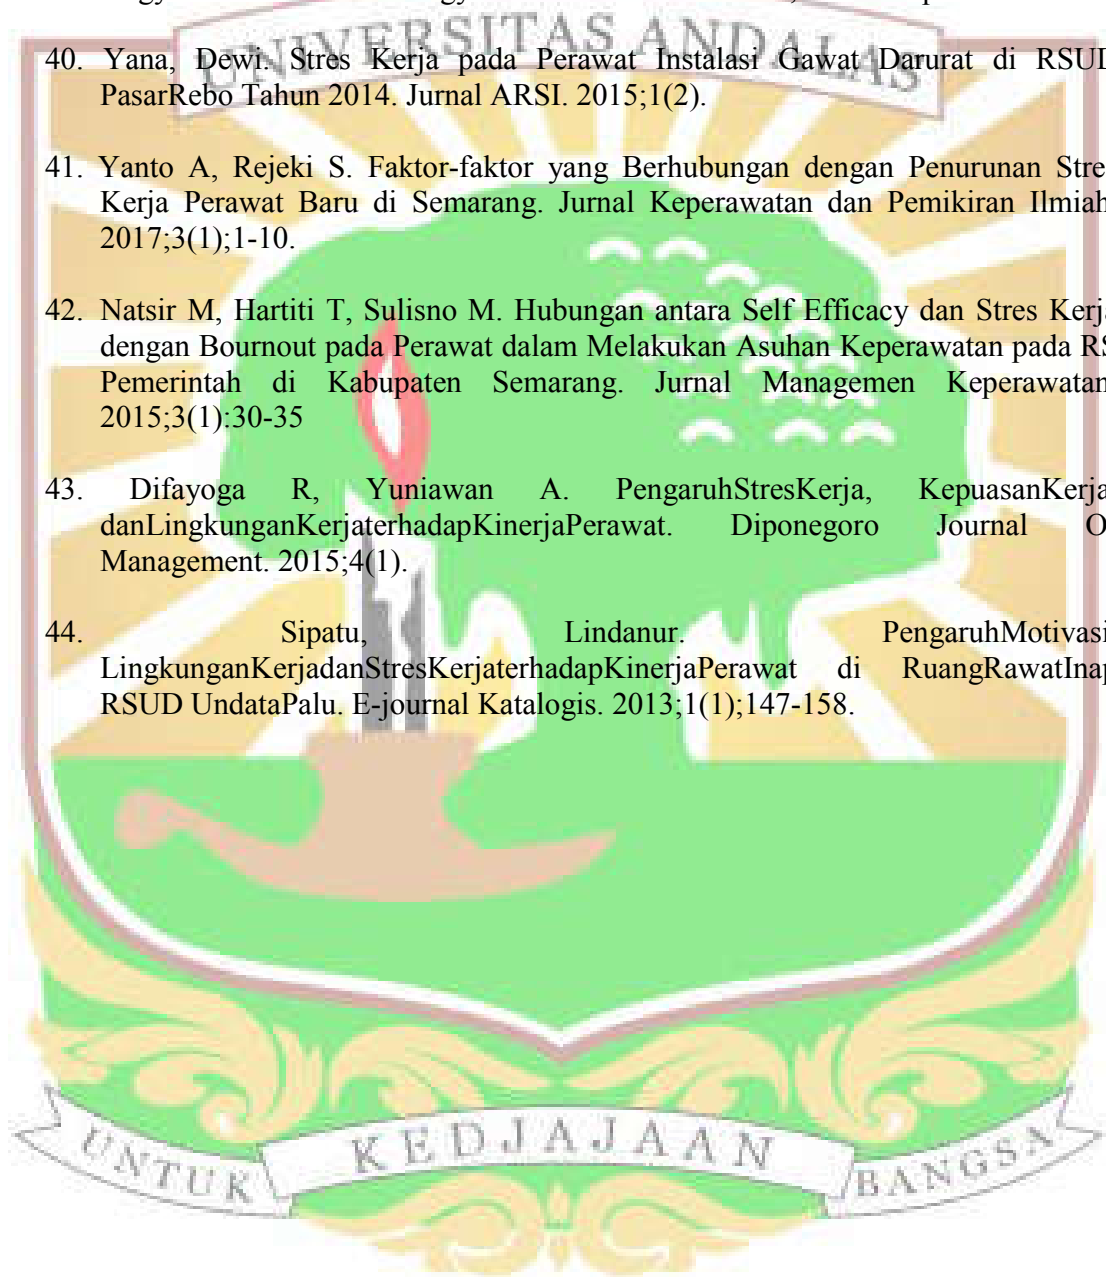 UNIVERSITAS ANDALAS
40. Yana, Dewi. Stres Kerja pada Perawat Instalasi Gawat Darurat di RSUD
PasarRebo Tahun 2014. Jurnal ARSI. 2015;1(2).
41. Yanto A, Rejeki S. Faktor-faktor yang Berhubungan dengan Penurunan Stre
Kerja Perawat Baru di Semarang. Jurnal Keperawatan dan Pemikiran Ilmiah
2017;3(1);1-10.
42. Natsir M, Hartiti T, Sulisno M. Hubungan antara Self Efficacy dan Stres Kerja
dengan Bournout pada Perawat dalam Melakukan Asuhan Keperawatan pada RS
Pemerintah di Kabupaten Semarang. Jurnal Managemen Keperawatan
2015;3(1):30-35
43. Difayoga R, Yuniawan A. PengaruhStresKerja, KepuasanKerja
danLingkunganKerjaterhadapKinerjaPerawat. Diponegoro Journal O
Management. 2015;4(1).
44. Sipatu, Lindanur. PengaruhMotivasi
LingkunganKerjadanStresKerjaterhadapKinerjaPerawat di RuangRawatInap
RSUD UndataPalu. E-journal Katalogis. 2013;1(1);147-158.
UNTUK KEDJAJAAN BANGSA